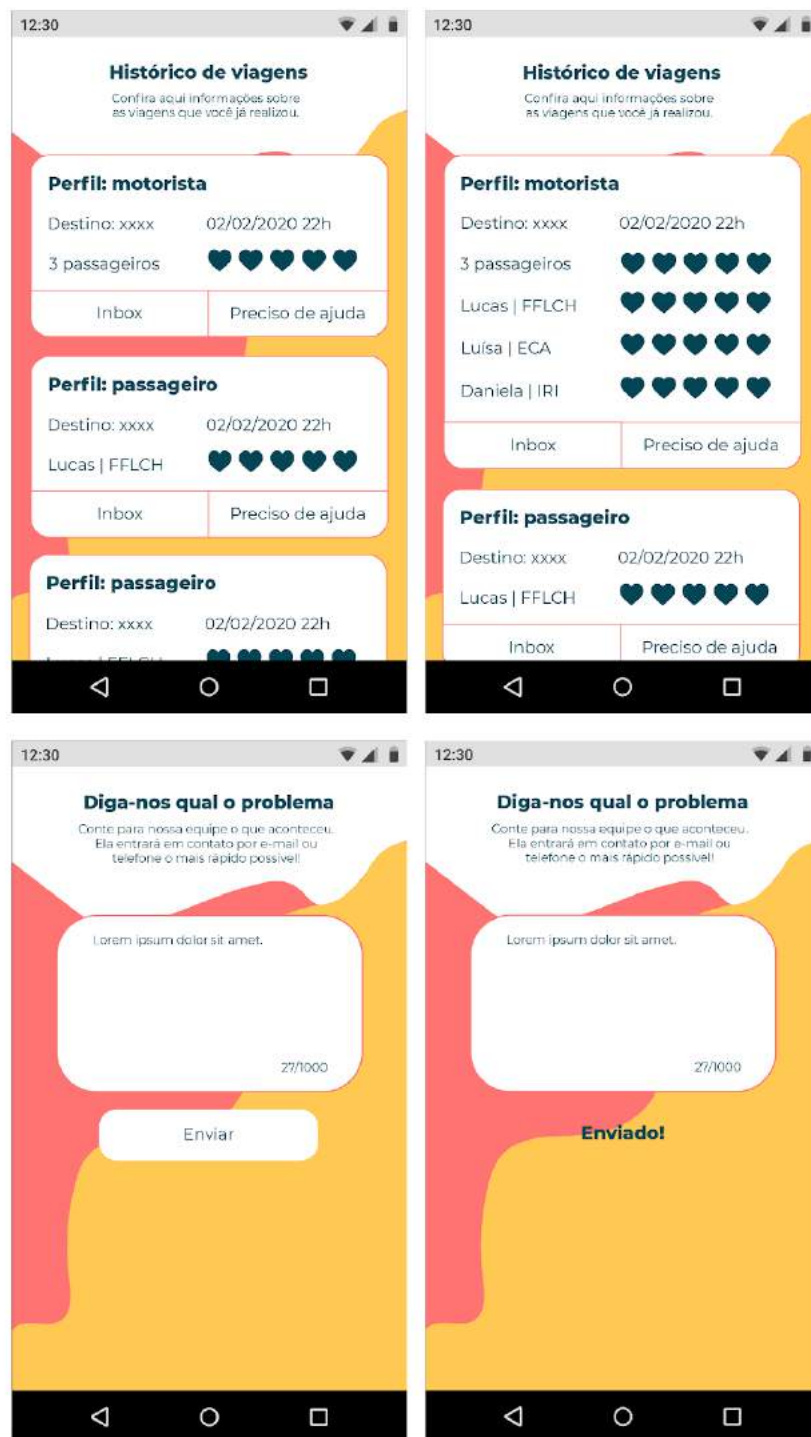 12:30
Histórico de viagens
Confira aqui informações sobre
as viagens que você já realizou.
Perfil: motorista
Destino: xxxx 02/02/2020 22h
3 passageiros
Inbox Preciso de ajuda
Perfil: passageiro
Destino: xxxx 02/02/2020 22h
Lucas | FFLCH
Inbox Preciso de ajuda
Perfil: passageiro
Destino: xxxx 02/02/2020 22h
Lucas | FFLCH
12:30
Histórico de viagens
Confira aqui informações sobre
as viagens que você já realizou.
Perfil: motorista
Destino: xxxx 02/02/2020 22h
3 passageiros
Lucas | FFLCH
Luísa | ECA
Daniela | IRI
Inbox Preciso de ajuda
Perfil: passageiro
Destino: xxxx 02/02/2020 22h
Lucas | FFLCH
Inbox Preciso de ajuda
12:30
Diga-nos qual o problema
Conte para nossa equipe o que aconteceu.
Ela entrará em contato por e-mail ou
telefone o mais rápido possível!
Lorem ipsum dolor sit amet.
27/1000
Enviar
12:30
Diga-nos qual o problema
Conte para nossa equipe o que aconteceu.
Ela entrará em contato por e-mail ou
telefone o mais rápido possível!
Lorem ipsum dolor sit amet.
27/1000
Enviado!